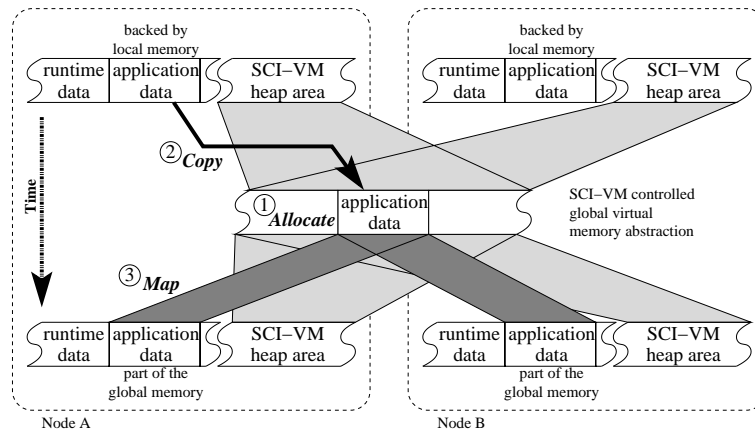 backed by
local memory
backed by
local memory
runtime
data
application
data
SCI–VM
heap area
runtime
data
application
data
SCI–VM
heap area
2 Copy
Time
1 Allocate
application
data
SCI–VM controlled
global virtual
memory abstraction
3 Map
runtime
data
application
data
SCI–VM
heap area
runtime
data
application
data
SCI–VM
heap area
part of the
global memory
part of the
global memory
Node A
Node B